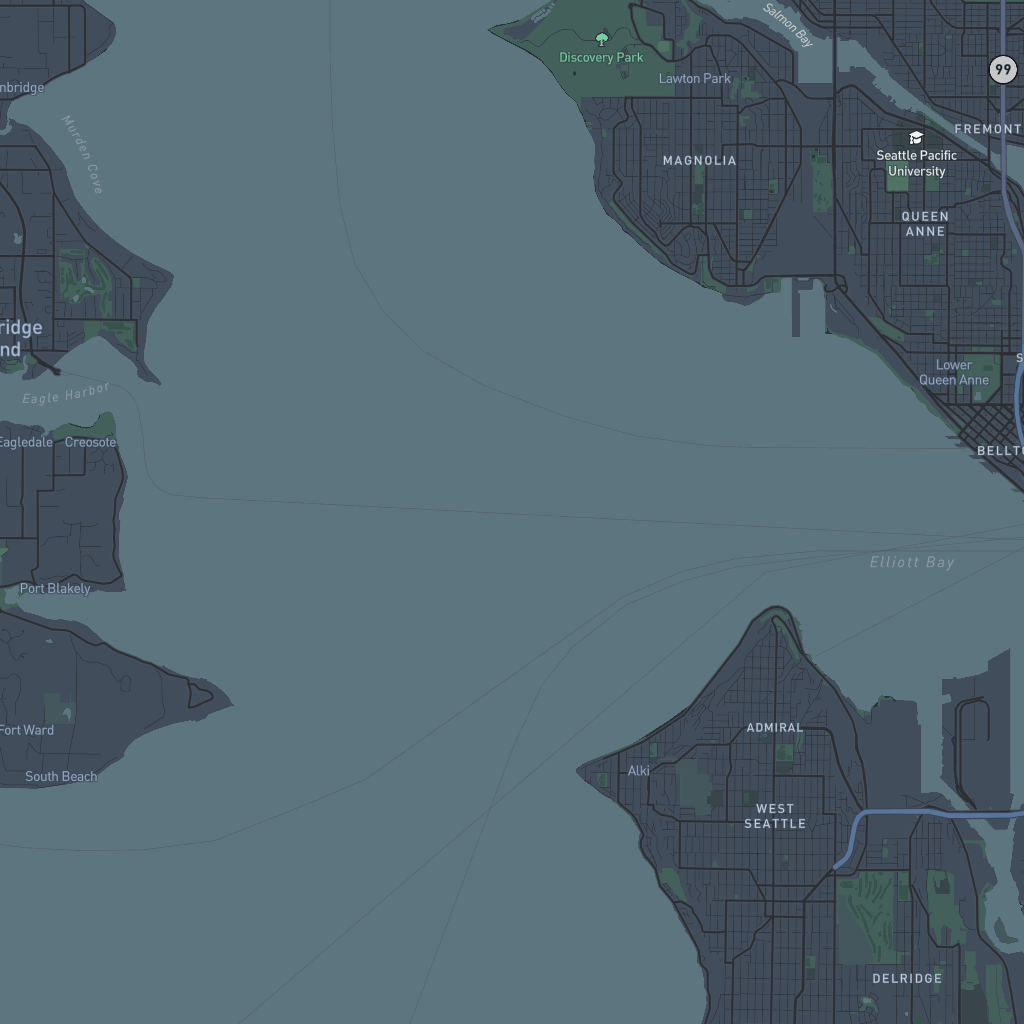 Salmon Bay
Discovery Park
Lawton Park
99
nbridge
Murden Cove
FREMONT
Seattle Pacific
University
MAGNOLIA
QUEEN
ANNE
ridge
nd
Lower
Queen Anne
S
Eagle Harbor
Eagledale
Creosote
BELLTO
Elliott Bay
Port Blakely
Fort Ward
ADMIRAL
South Beach
Alki
WEST
SEATTLE
DELRIDGE